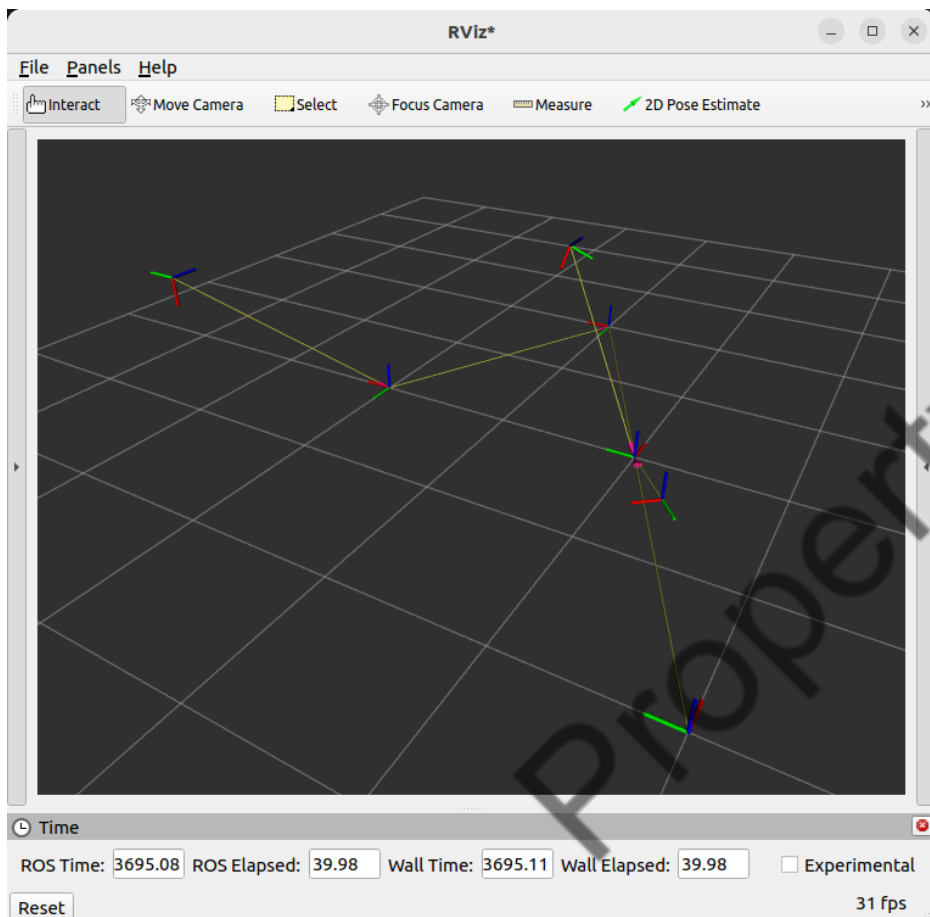 RViz*
File Panels Help
Interact Move Camera Select Focus Camera Measure 2D Pose Estimate »
Time
ROS Time: 3695.08 ROS Elapsed: 39.98 Wall Time: 3695.11 Wall Elapsed: 39.98 Experimental
Reset 31 fps